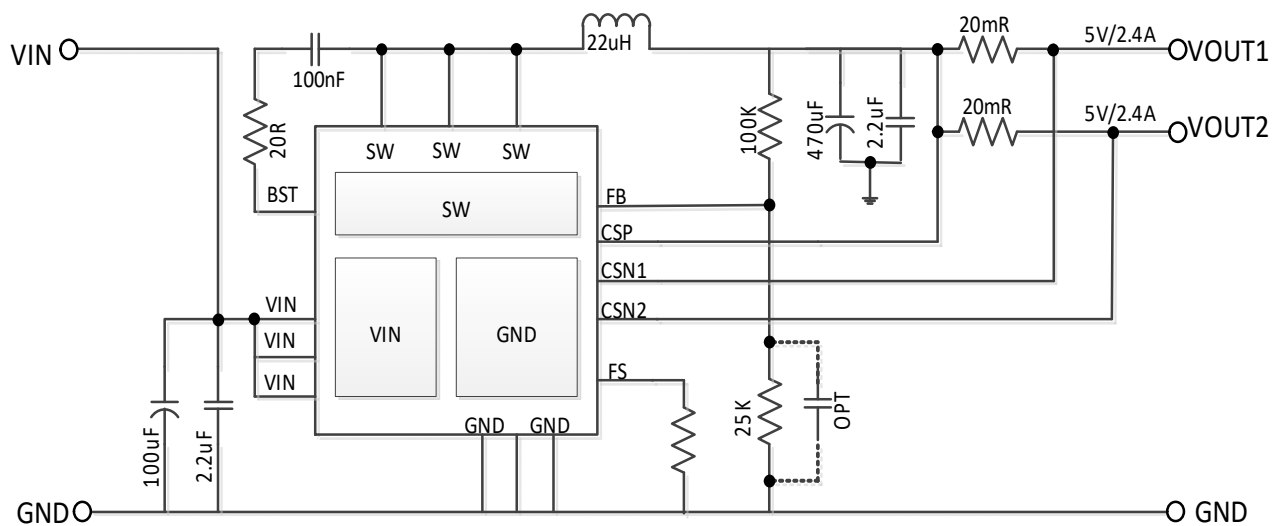 VIN
100nF
22uH
20mR
5V/2.4A
VOUT1
20R
SW
SW
SW
100K
470uF
2.2uF
20mR
5V/2.4A
VOUT2
BST
SW
FB
CSP
CSN1
CSN2
VIN
VIN
VIN
VIN
GND
FS
25K
OPT
GND
GND
100uF
2.2uF
GND
GND